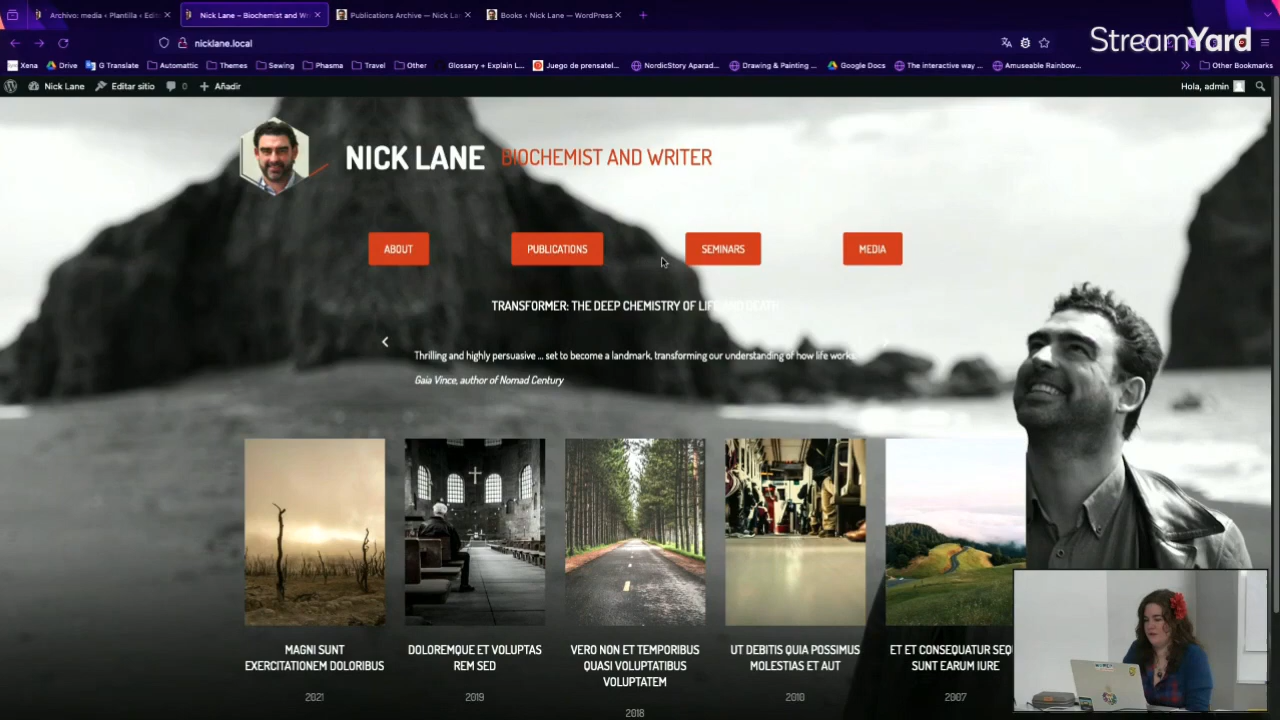 Archivo: media ‹ Plantilla ‹ Edit
Nick Lane – Biochemist and W
Publications Archive — Nick Lan
Books ‹ Nick Lane — WordPress
nicklane.local
StreamYard
Xena
Drive
G Translate
Automattic
Themes
Sewing
Phasma
Travel
Other
Glossary + Explain L...
Juego de prensatel...
NordicStory Aparad...
Drawing & Painting ...
Google Docs
The interactive way ...
Amuseable Rainbow...
Other Bookmarks
Nick Lane
Editar sitio
0
Añadir
Hola, admin
NICK LANE BIOCHEMIST AND WRITER
ABOUT
PUBLICATIONS
SEMINARS
MEDIA
TRANSFORMER: THE DEEP CHEMISTRY OF LIFE AND DEATH
Thrilling and highly persuasive ... set to become a landmark, transforming our understanding of how life works.
Gaia Vince, author of Nomad Century
MAGNI SUNT
EXERCITATIONEM DOLORIBUS
2021
DOLOREMQUE ET VOLUPTAS
REM SED
2019
VERO NON ET TEMPORIBUS
QUASI VOLUPTATIBUS
VOLUPTATEM
2018
UT DEBITIS QUIA POSSIMUS
MOLESTIAS ET AUT
2010
ET ET CONSEQUATUR SEQ
SUNT EARUM IURE
2007